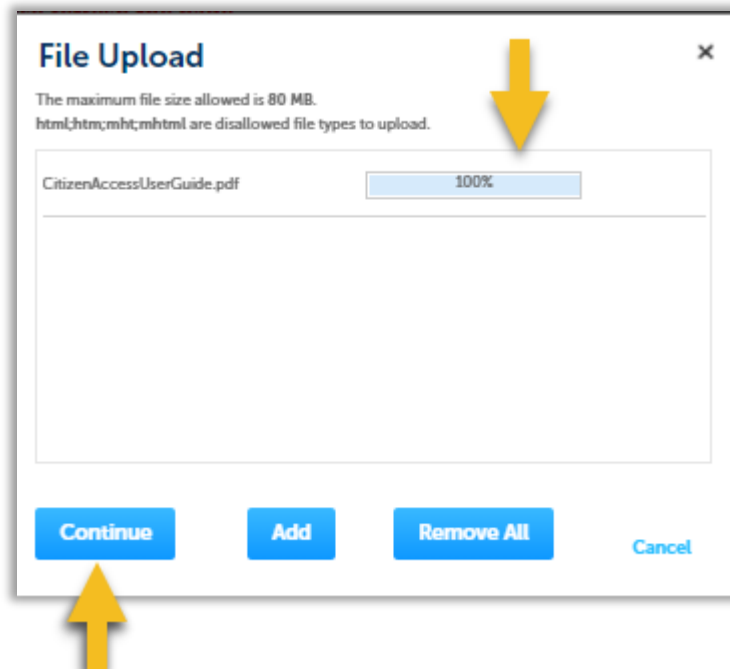 File Upload
×
The maximum file size allowed is 80 MB.
html;htm;mht;mhtml are disallowed file types to upload.
CitizenAccessUserGuide.pdf 100%
Continue Add Remove All Cancel